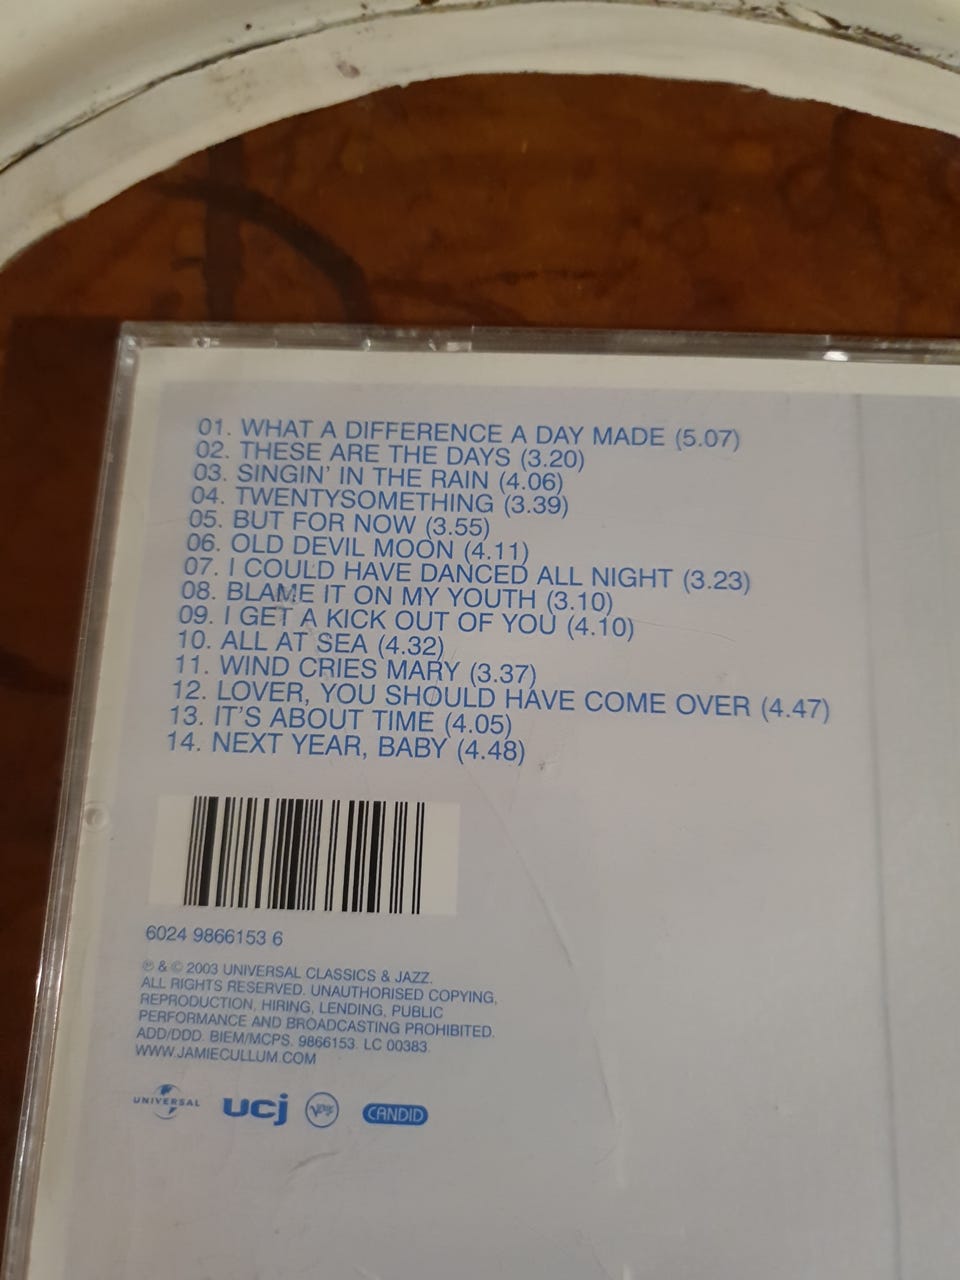 01. WHAT A DIFFERENCE A DAY MADE (5.07)
02. THESE ARE THE DAYS (3.20)
03. SINGIN' IN THE RAIN (4.06)
04. TWENTYSOMETHING (3.39)
05. BUT FOR NOW (3.55)
06. OLD DEVIL MOON (4.11)
07. I COULD HAVE DANCED ALL NIGHT (3.23)
08. BLAME IT ON MY YOUTH (3.10)
09. I GET A KICK OUT OF YOU (4.10)
10. ALL AT SEA (4.32)
11. WIND CRIES MARY (3.37)
12. LOVER, YOU SHOULD HAVE COME OVER (4.47)
13. IT'S ABOUT TIME (4.05)
14. NEXT YEAR, BABY (4.48)
6024 9866153 6
℗ & © 2003 UNIVERSAL CLASSICS & JAZZ.
ALL RIGHTS RESERVED. UNAUTHORISED COPYING,
REPRODUCTION, HIRING, LENDING, PUBLIC
PERFORMANCE AND BROADCASTING PROHIBITED.
ADD/DDD. BIEM/MCPS. 9866153. LC 00383.
WWW.JAMIECULLUM.COM
UNIVERSAL ucj Verve CANDID